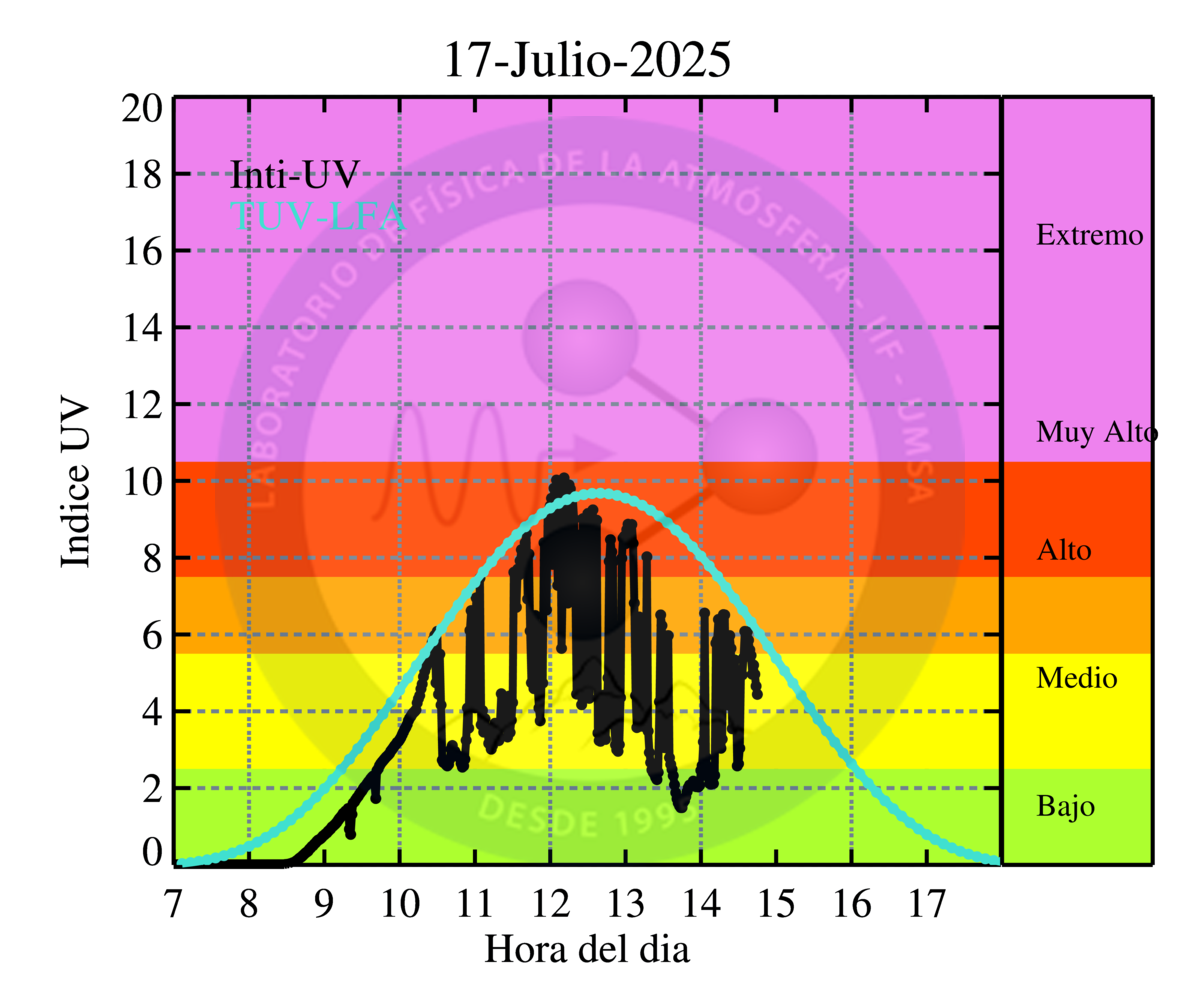 17-Julio-2025
Indice UV
20
18
16
14
12
10
8
6
4
2
0
Inti-UV
TUV-LFA
LABORATORIO DE FÍSICA DE LA ATMÓSFERA - IIF - UMSA
DESDE 1995
Extremo
Muy Alto
Alto
Medio
Bajo
7 8 9 10 11 12 13 14 15 16 17
Hora del dia